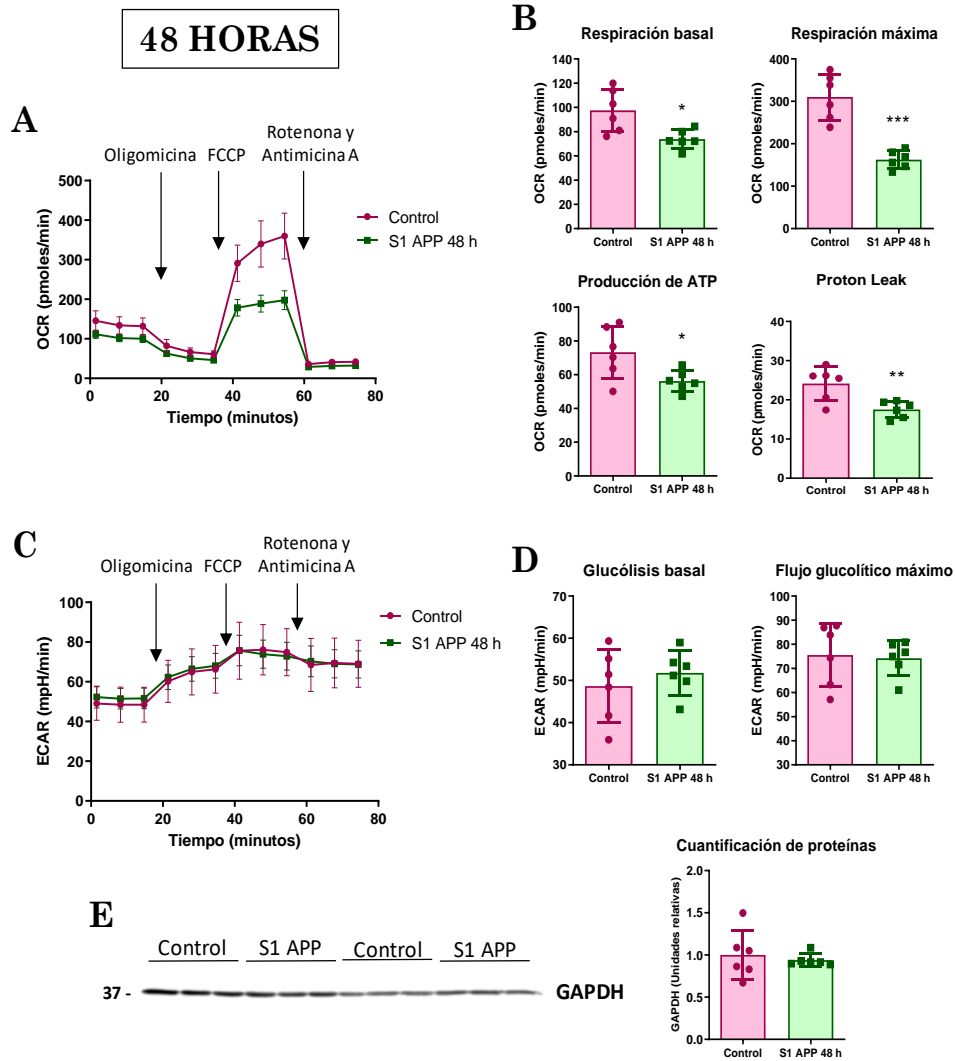 48 HORAS
A
Oligomicina
FCCP
Rotenona y
Antimicina A
OCR (pmoles/min)
500
400
300
200
100
0
0 20 40 60 80
Tiempo (minutos)
Control
S1 APP 48 h
B
Respiración basal
OCR (pmoles/min)
140
120
100
80
60
40
20
0
*
Control
S1 APP 48 h
Respiración máxima
OCR (pmoles/min)
400
300
200
100
0
***
Control
S1 APP 48 h
Producción de ATP
OCR (pmoles/min)
100
80
60
40
20
0
*
Control
S1 APP 48 h
Proton Leak
OCR (pmoles/min)
40
30
20
10
0
**
Control
S1 APP 48 h
C
Oligomicina
FCCP
Rotenona y
Antimicina A
ECAR (mpH/min)
100
80
60
40
20
0
0 20 40 60 80
Tiempo (minutos)
Control
S1 APP 48 h
D
Glucólisis basal
ECAR (mpH/min)
70
60
50
40
30
Control
S1 APP 48 h
Flujo glucolítico máximo
ECAR (mpH/min)
100
90
80
70
60
50
40
30
Control
S1 APP 48 h
E
Control S1 APP Control S1 APP
37 -
GAPDH
Cuantificación de proteínas
GAPDH (Unidades relativas)
2.0
1.5
1.0
0.5
0.0
Control
S1 APP 48 h